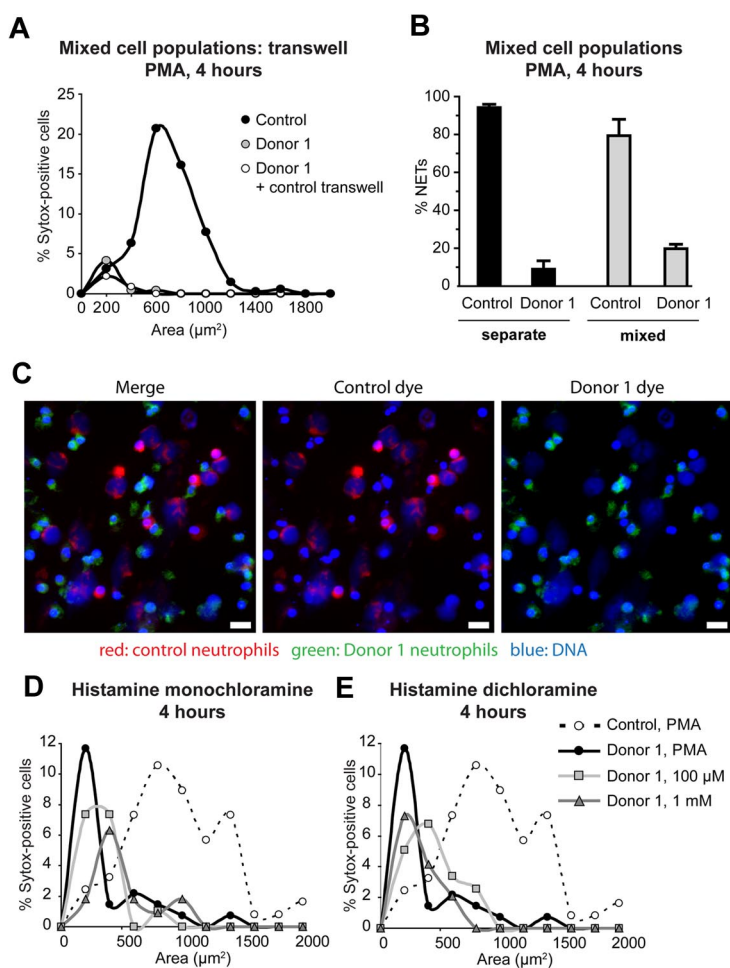 A
Mixed cell populations: transwell
PMA, 4 hours
25
20
15
10
5
0
% Sytox-positive cells
Control
Donor 1
Donor 1
+ control transwell
0 200 600 1000 1400 1800
Area (µm²)
B
Mixed cell populations
PMA, 4 hours
100
80
60
40
20
0
% NETs
Control Donor 1 Control Donor 1
separate mixed
C
Merge Control dye Donor 1 dye
red: control neutrophils green: Donor 1 neutrophils blue: DNA
D
Histamine monochloramine
4 hours
12
10
8
6
4
2
0
% Sytox-positive cells
0 500 1000 1500 2000
Area (µm²)
E
Histamine dichloramine
4 hours
12
10
8
6
4
2
0
% Sytox-positive cells
Control, PMA
Donor 1, PMA
Donor 1, 100 µM
Donor 1, 1 mM
0 500 1000 1500 2000
Area (µm²)